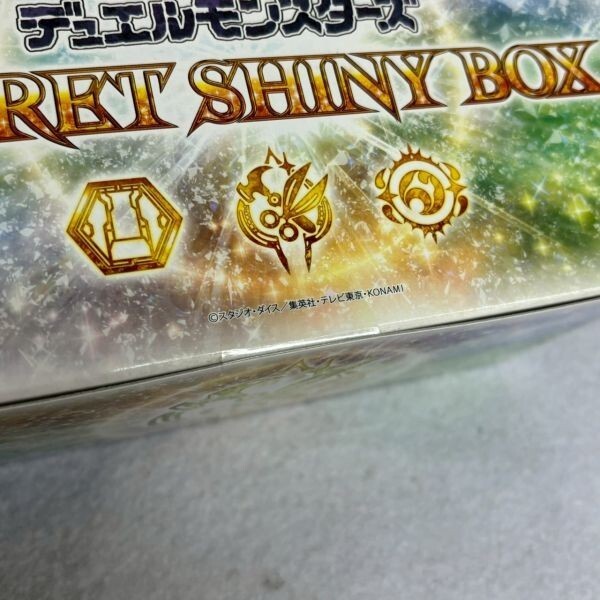 デュエルモンスターズ
RET SHINY BOX
©スタジオ・ダイス／集英社・テレビ東京・KONAMI